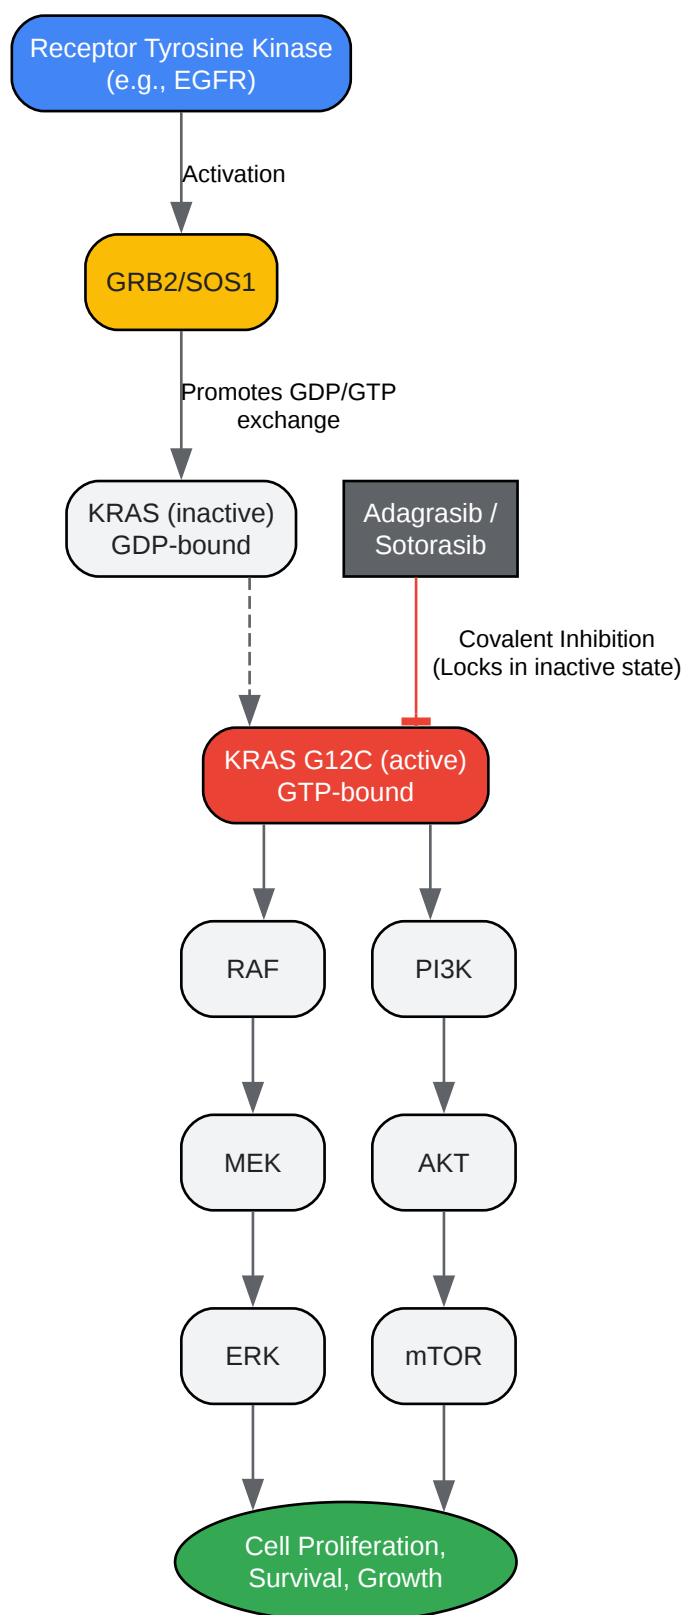 Receptor Tyrosine Kinase
(e.g., EGFR)
Activation
GRB2/SOS1
Promotes GDP/GTP
exchange
KRAS (inactive)
GDP-bound
Adagrasib /
Sotorasib
Covalent Inhibition
(Locks in inactive state)
KRAS G12C (active)
GTP-bound
RAF
PI3K
MEK
AKT
ERK
mTOR
Cell Proliferation,
Survival, Growth